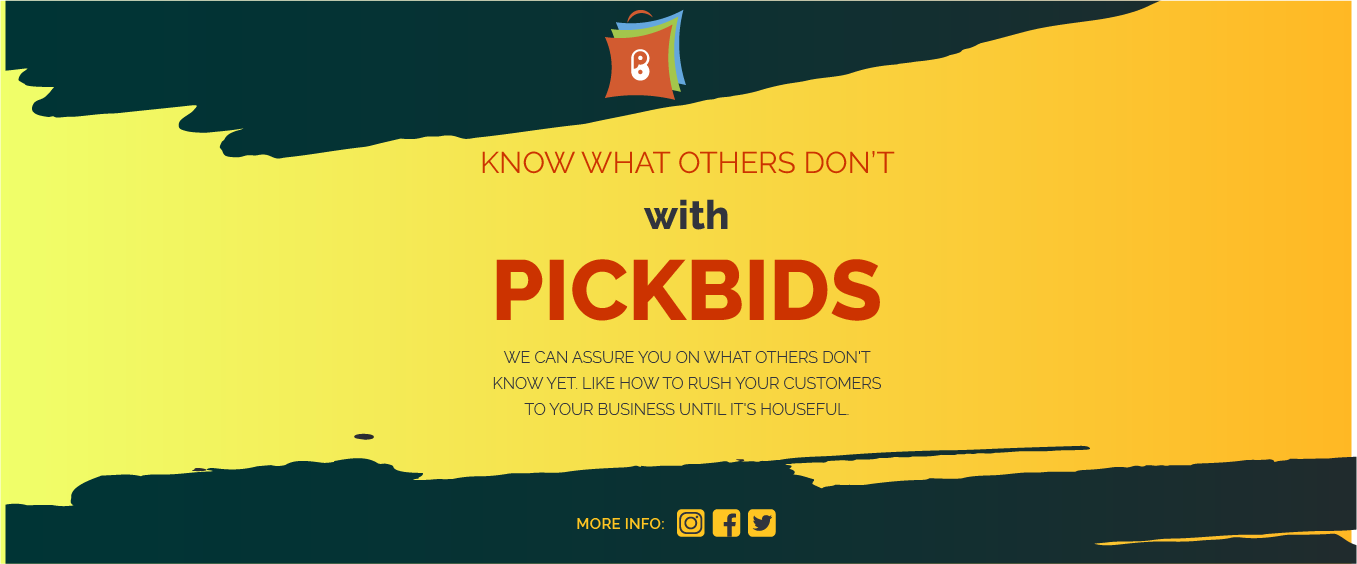 KNOW WHAT OTHERS DON'T
with
PICKBIDS
WE CAN ASSURE YOU ON WHAT OTHERS DON'T
KNOW YET. LIKE HOW TO RUSH YOUR CUSTOMERS
TO YOUR BUSINESS UNTIL IT'S HOUSEFUL.
MORE INFO: